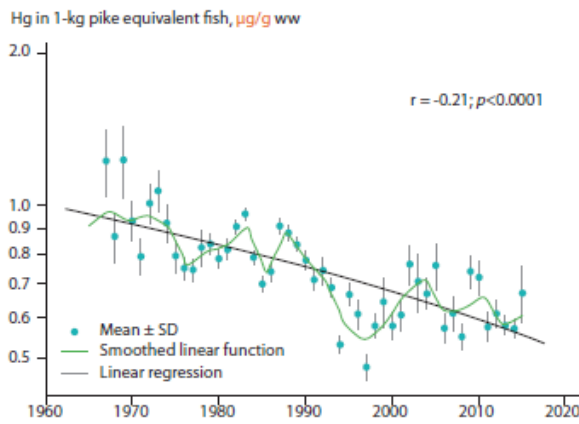 Hg in 1-kg pike equivalent fish, µg/g ww
2.0
r = -0.21; p<0.0001
1.0
0.9
0.8
0.7
0.6
0.5
Mean ± SD
Smoothed linear function
Linear regression
1960 1970 1980 1990 2000 2010 2020